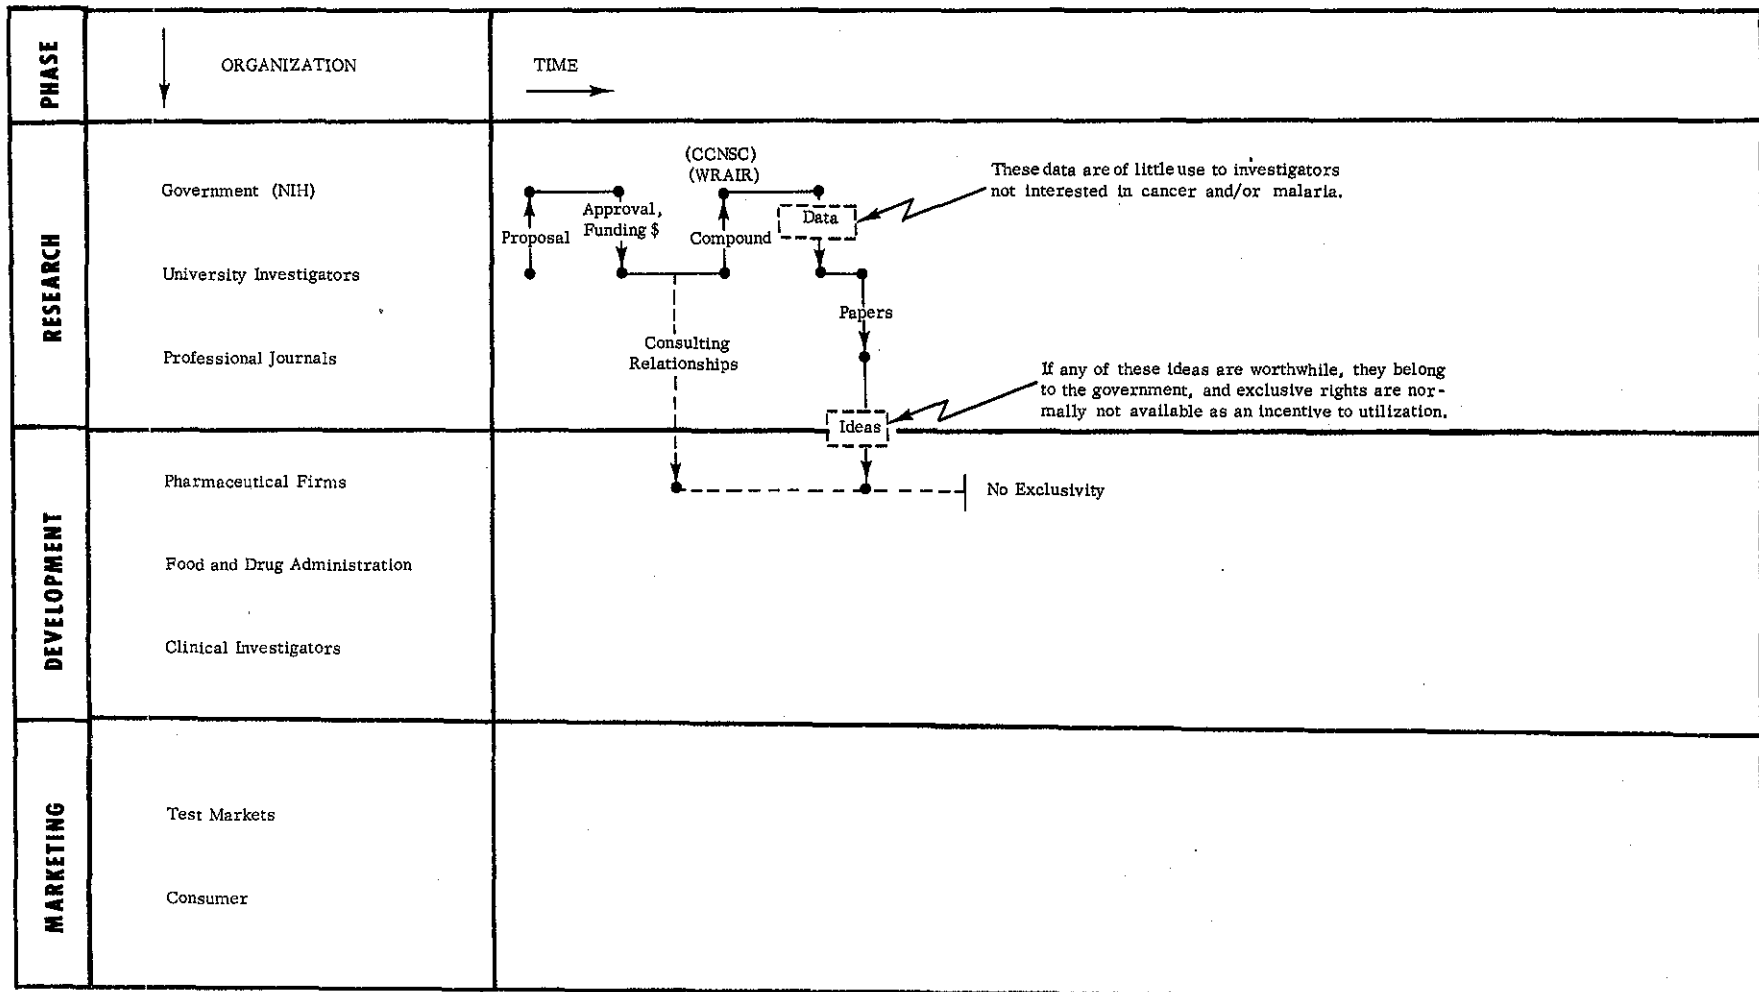 PHASE
ORGANIZATION
TIME
RESEARCH
Government (NIH)
University Investigators
Professional Journals
(CCNSC)
(WRAIR)
Proposal
Approval,
Funding $
Compound
Data
These data are of little use to investigators
not interested in cancer and/or malaria.
Papers
Consulting
Relationships
If any of these ideas are worthwhile, they belong
to the government, and exclusive rights are nor-
mally not available as an incentive to utilization.
Ideas
DEVELOPMENT
Pharmaceutical Firms
Food and Drug Administration
Clinical Investigators
No Exclusivity
MARKETING
Test Markets
Consumer